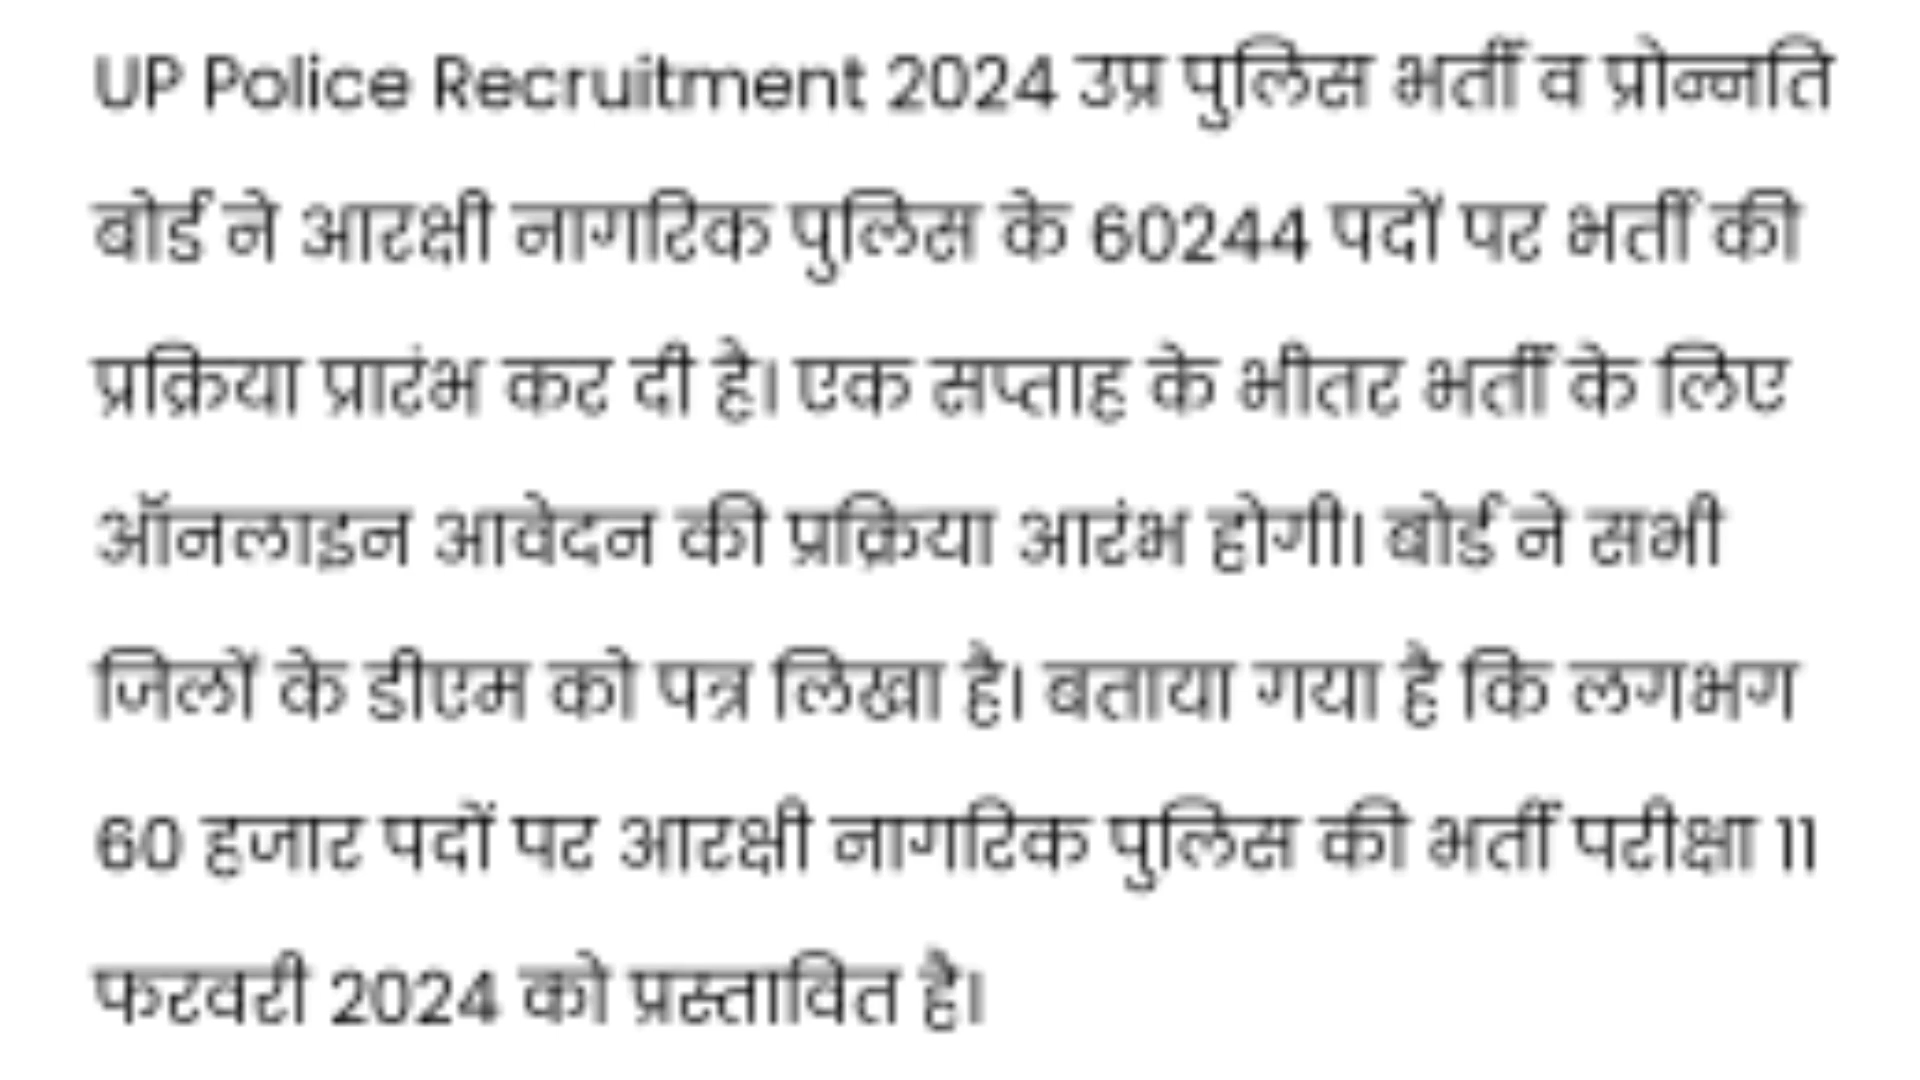 UP Police Recruitment 2024 उप्र पुलिस भर्ती व प्रोन्नति
बोर्ड ने आरक्षी नागरिक पुलिस के 60244 पदों पर भर्ती की
प्रक्रिया प्रारंभ कर दी है। एक सप्ताह के भीतर भर्ती के लिए
ऑनलाइन आवेदन की प्रक्रिया आरंभ होगी। बोर्ड ने सभी
जिलों के डीएम को पत्र लिखा है। बताया गया है कि लगभग
60 हजार पदों पर आरक्षी नागरिक पुलिस की भर्ती परीक्षा 11
फरवरी 2024 को प्रस्तावित है।